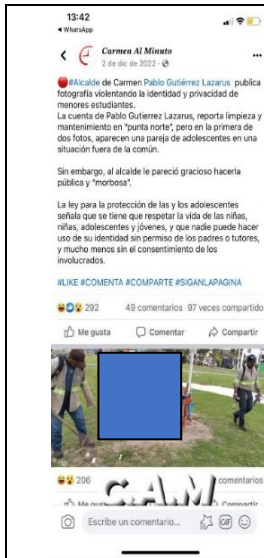 13:42
◀ WhatsApp
Carmen Al Minuto
2 de dic de 2022 ·
#Alcalde de Carmen Pablo Gutiérrez Lazarus publica
fotografía violentando la identidad y privacidad de
menores estudiantes.
La cuenta de Pablo Gutierrez Lazarus, reporta limpieza y
mantenimiento en "punta norte", pero en la primera de
dos fotos, aparecen una pareja de adolescentes en una
situación fuera de la común.
Sin embargo, al alcalde le pareció gracioso hacerla
pública y "morbosa".
La ley para la protección de las y los adolescentes
señala que se tiene que respetar la vida de las niñas,
niñas, adolescentes y jóvenes, y que nadie puede hacer
uso de su identidad sin permiso de los padres o tutores,
y mucho menos sin el consentimiento de los
involucrados.
#LIKE #COMENTA #COMPARTE #SIGANLAPAGINA
292 49 comentarios 97 veces compartido
Me gusta Comentar Compartir
206 comentarios
C.A.M
Me gusta Compartir
Escribe un comentario... GIF